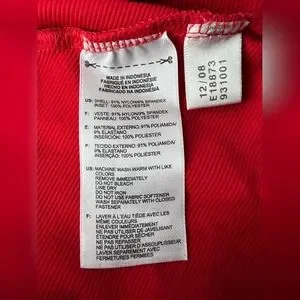 MADE IN INDONESIA
FABRIQUÉ EN INDONÉSIE
HECHO EN INDONESIA
FABRICADO NA INDONÉSIA
US: SHELL: 91% NYLON/9% SPANDEX
PANNEAU: 100% POLYESTER
F: VESTE: 91% NYLON/9% SPANDEX
PANNEAU: 100% POLYESTER
E: MATERIAL EXTERNO: 91% POLIAMIDA/
9% ELASTANO
INSERCIÓN: 100% POLYESTER
P: TECIDO EXTERNO: 91% POLIAMIDA/
9% ELASTANO
INSERÇÃO: 100% POLIESTER
US: MACHINE WASH WARM WITH LIKE
COLORS
REMOVE IMMEDIATELY
DO NOT BLEACH
LINE DRY
DO NOT IRON
DO NOT USE FABRIC SOFTENER
WASH SEPARATELY WITH CLOSED
FASTENER
F: LAVER À L'EAU TIÈDE AVEC LES
MÊME COULEURS
ENLEVER IMMÉDIATEMENT
NE PAS UTILISER DE JAVELISANT
ÉTENDRE POUR SÉCHER
NE PAS REPASSER
NE PAS UTILISER D'ASSOUPLISSEUR
LAVER SÉPARÉMENT AVEC
FERMETURES FERMÉES
12/08
E18873
931001